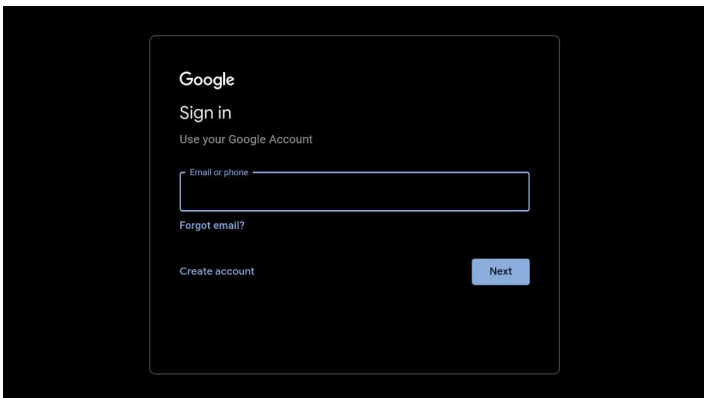 Google
Sign in
Use your Google Account
Email or phone
Forgot email?
Create account
Next